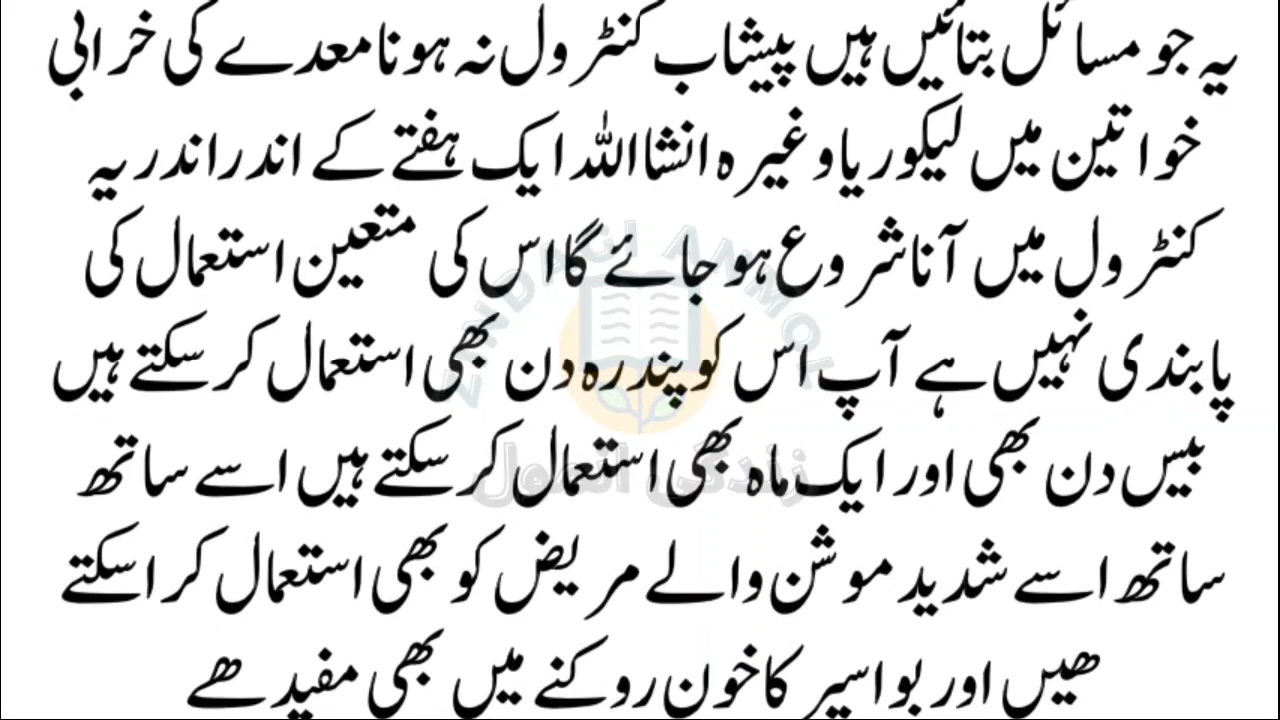 یہ جو مسائل بتائیں ہیں پیشاب کنٹرول نہ ہونا معدے کی خرابی
خواتین میں لیکوریا وغیرہ انشااللہ ایک ہفتے کے اندر اندر یہ
کنٹرول میں آنا شروع ہو جائے گا اس کی متعین استعمال کی
پابندی نہیں ہے آپ اس کو پندرہ دن بھی استعمال کر سکتے ہیں
بیس دن بھی اور ایک ماہ بھی استعمال کر سکتے ہیں اسے ساتھ
ساتھ اسے شدید موشن والے مریض کو بھی استعمال کرا سکتے
ھیں اور بواسیر کا خون روکنے میں بھی مفید ھے
ZINDAGI ANMOL
زندگی انمول